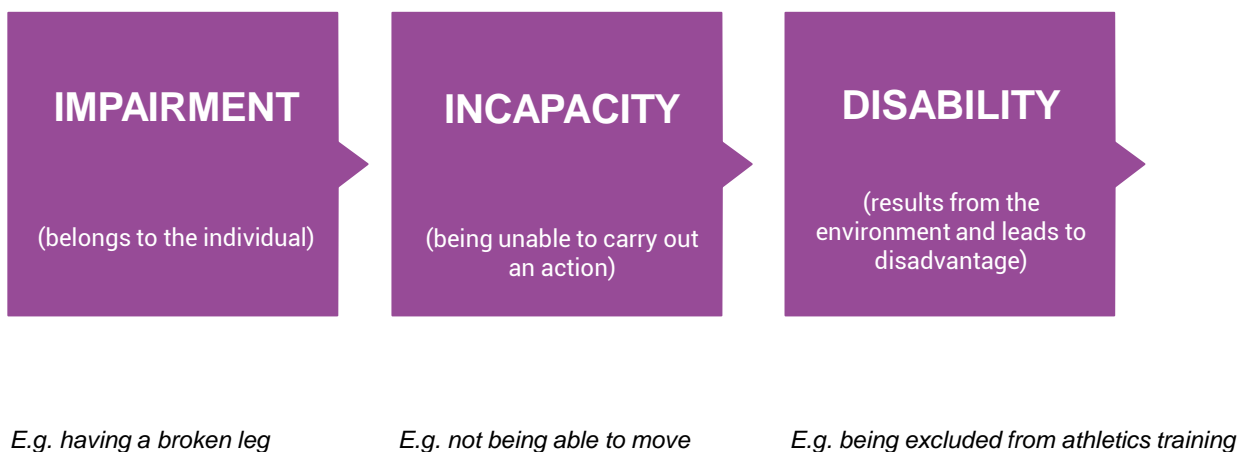 IMPAIRMENT
(belongs to the individual)
INCAPACITY
(being unable to carry out
an action)
DISABILITY
(results from the
environment and leads to
disadvantage)
E.g. having a broken leg
E.g. not being able to move
E.g. being excluded from athletics training